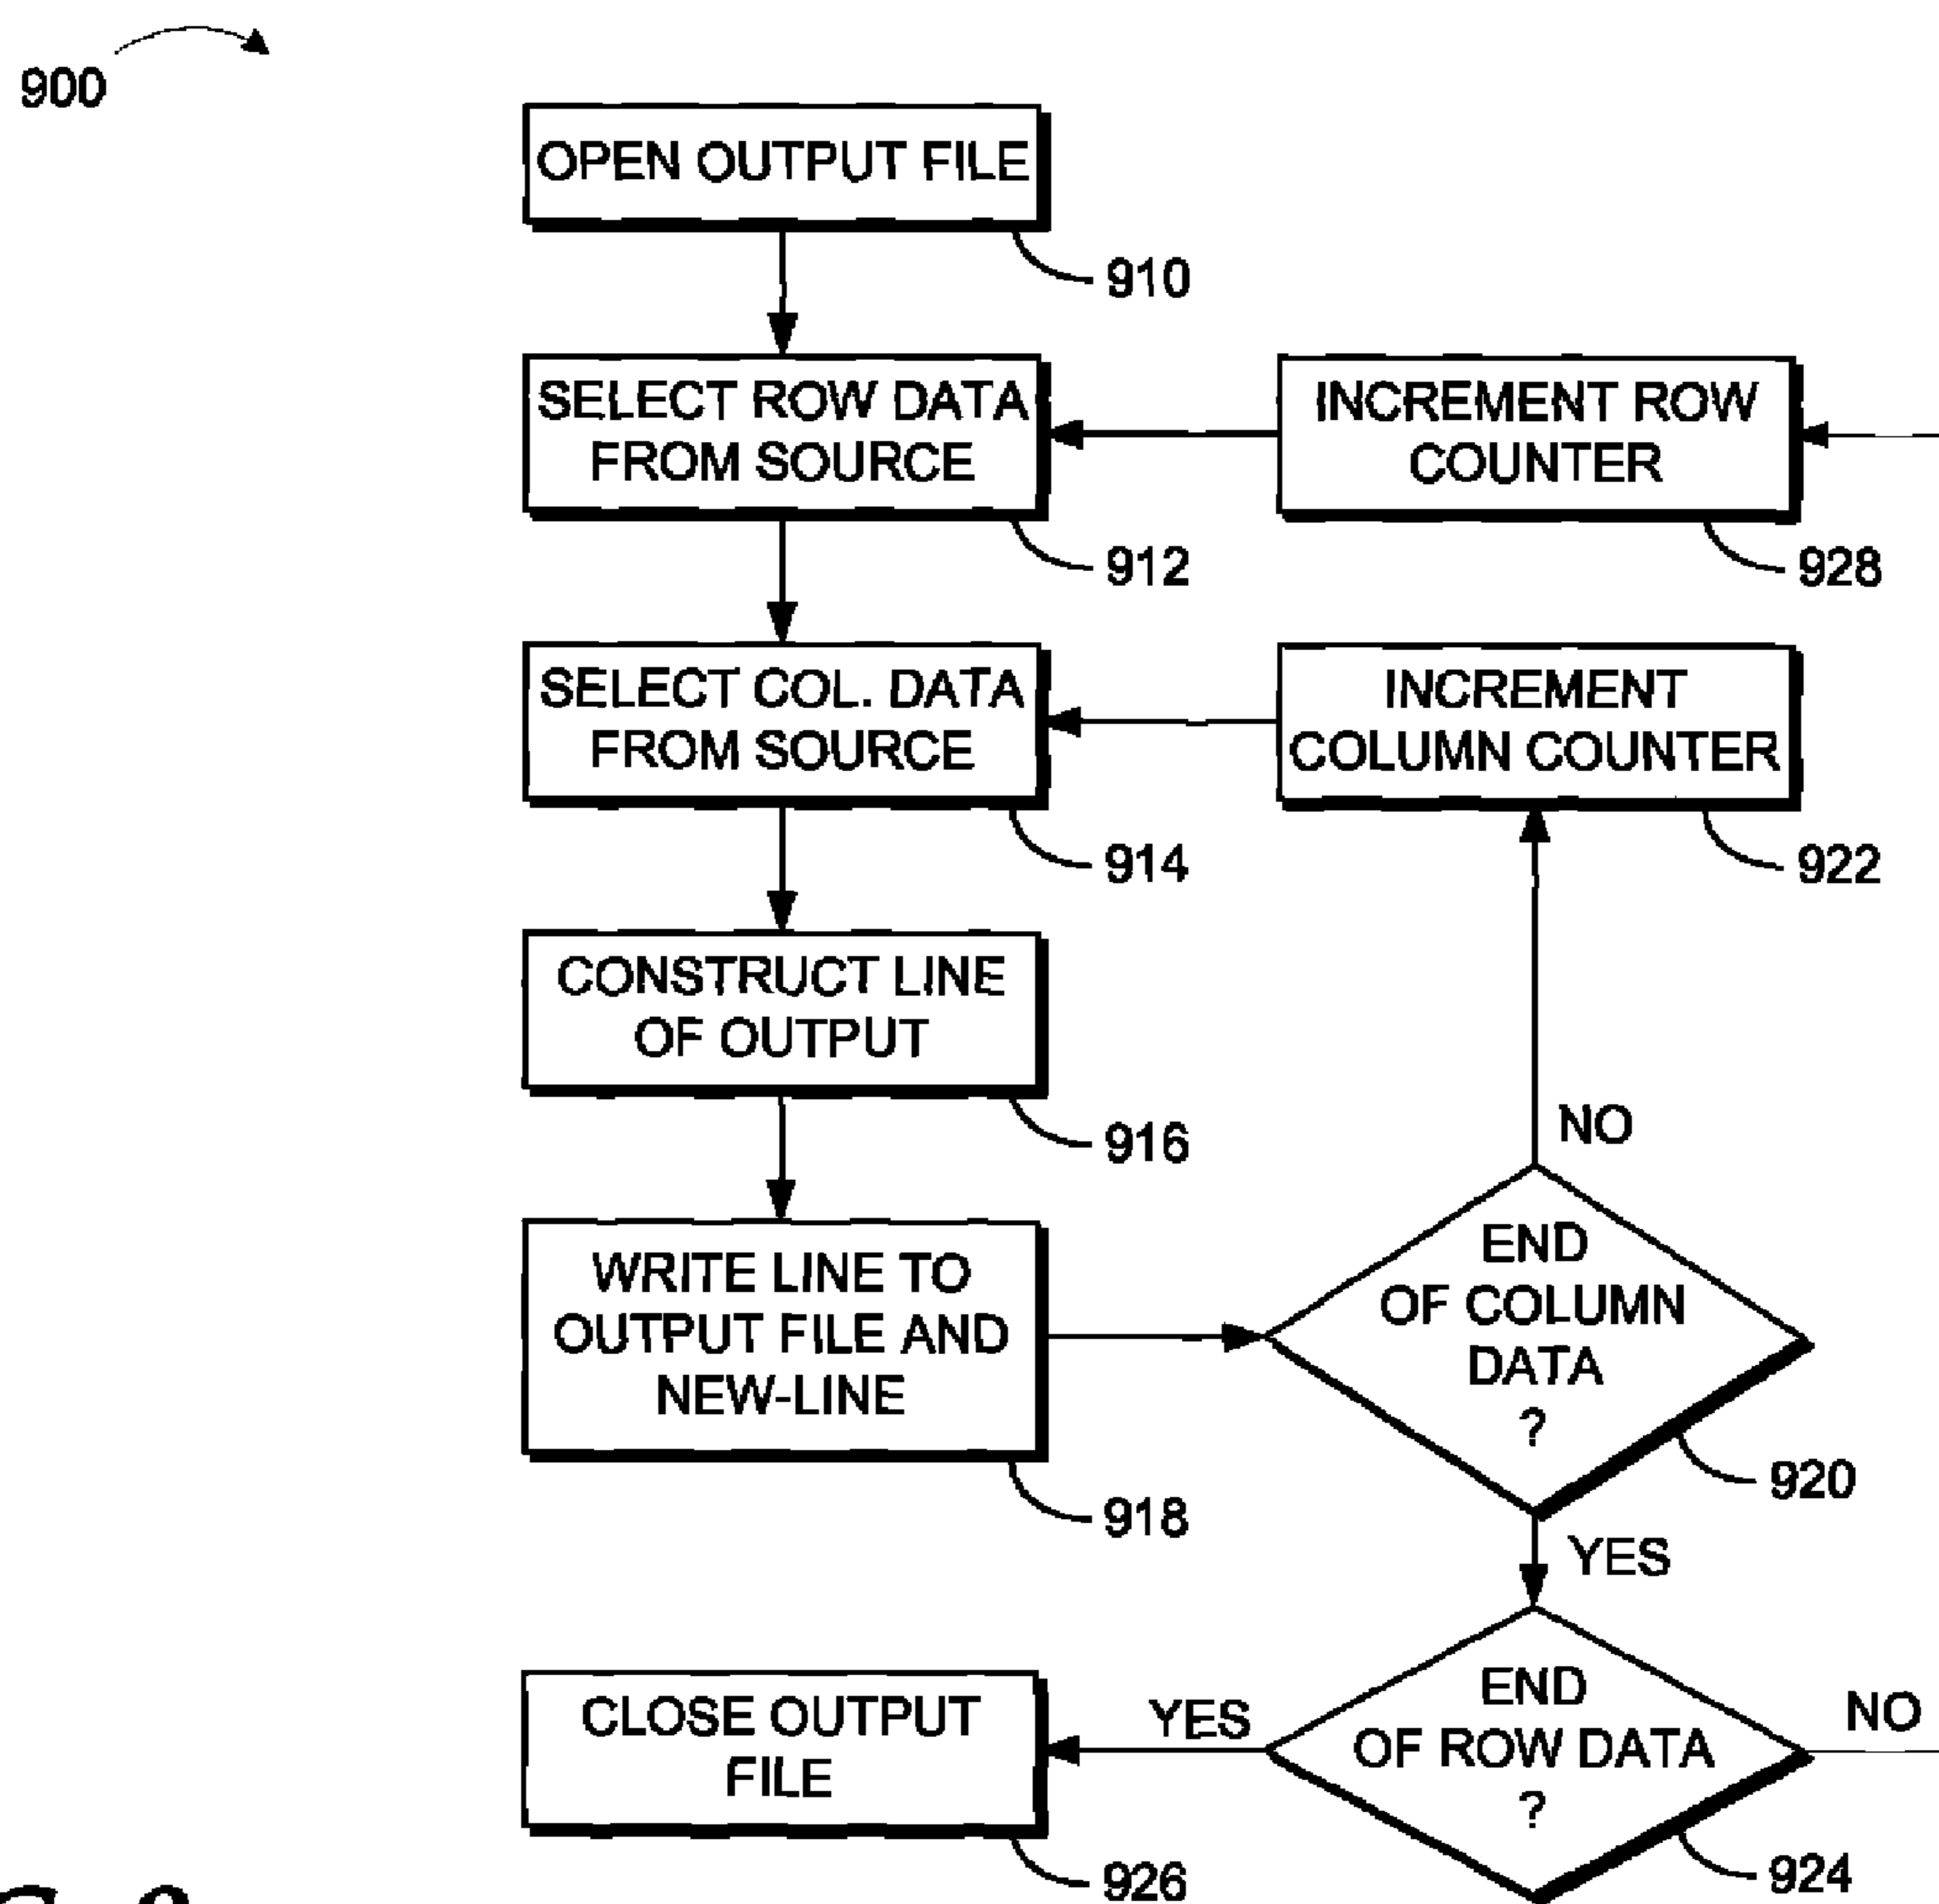 900
OPEN OUTPUT FILE
910
SELECT ROW DATA
FROM SOURCE
912
INCREMENT ROW
COUNTER
928
SELECT COL. DATA
FROM SOURCE
914
INCREMENT
COLUMN COUNTER
922
CONSTRUCT LINE
OF OUTPUT
916
NO
WRITE LINE TO
OUTPUT FILE AND
NEW-LINE
918
END
OF COLUMN
DATA
?
920
YES
CLOSE OUTPUT
FILE
926
YES
END
OF ROW DATA
?
924
NO